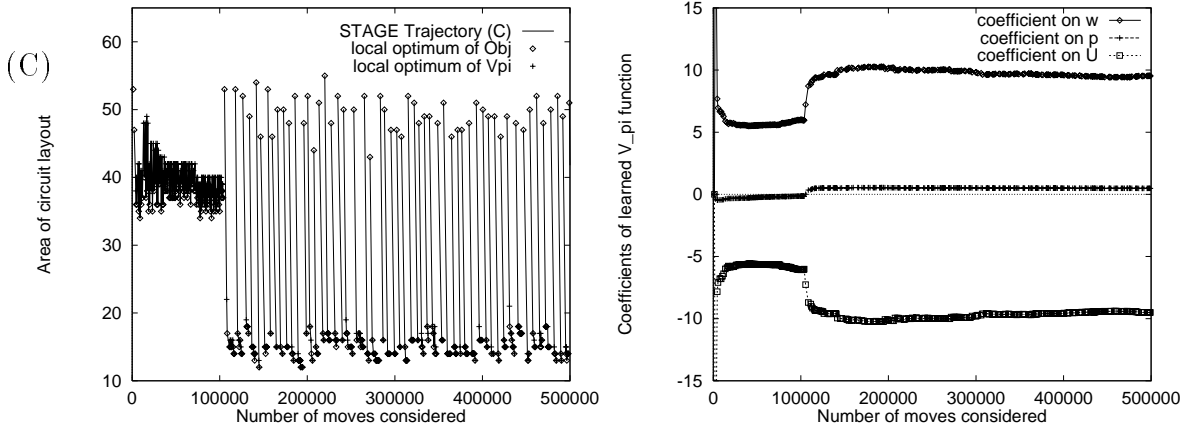 (C)
Area of circuit layout
60
50
40
30
20
10
STAGE Trajectory (C)
local optimum of Obj
local optimum of Vpi
0 100000 200000 300000 400000 500000
Number of moves considered
Coefficients of learned V_pi function
15
10
5
0
-5
-10
-15
coefficient on w
coefficient on p
coefficient on U
0 100000 200000 300000 400000 500000
Number of moves considered